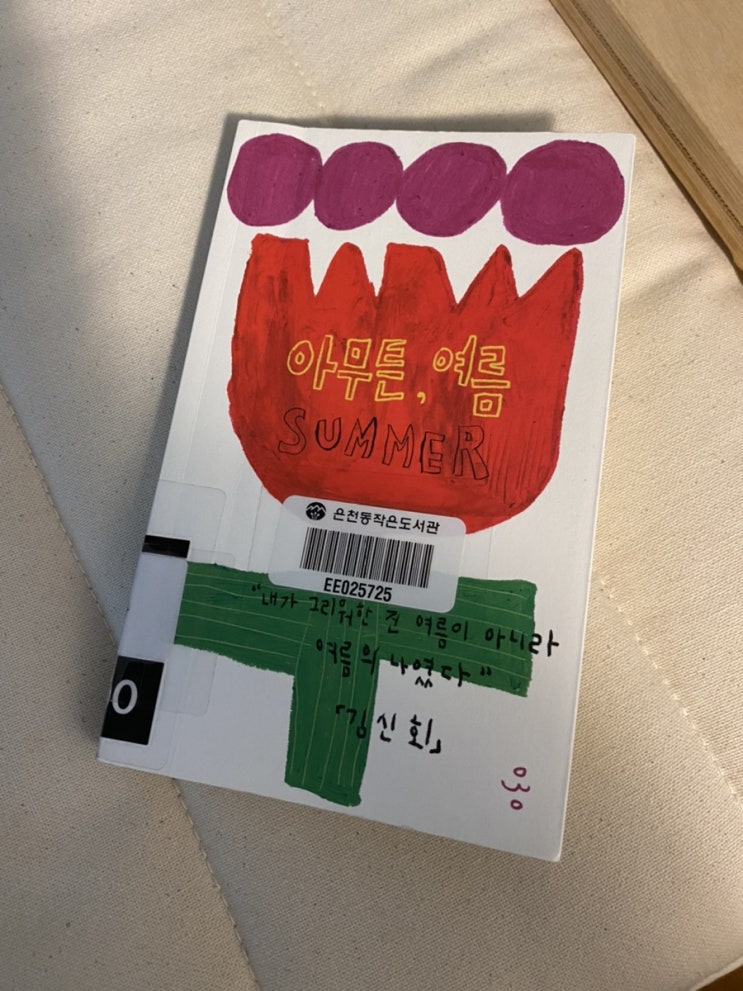 아무튼, 여름
SUMMER
은천동작은도서관
EE025725
"내가 그리워한 건 여름이 아니라
여름의 나였다"
「김신회」
030
0